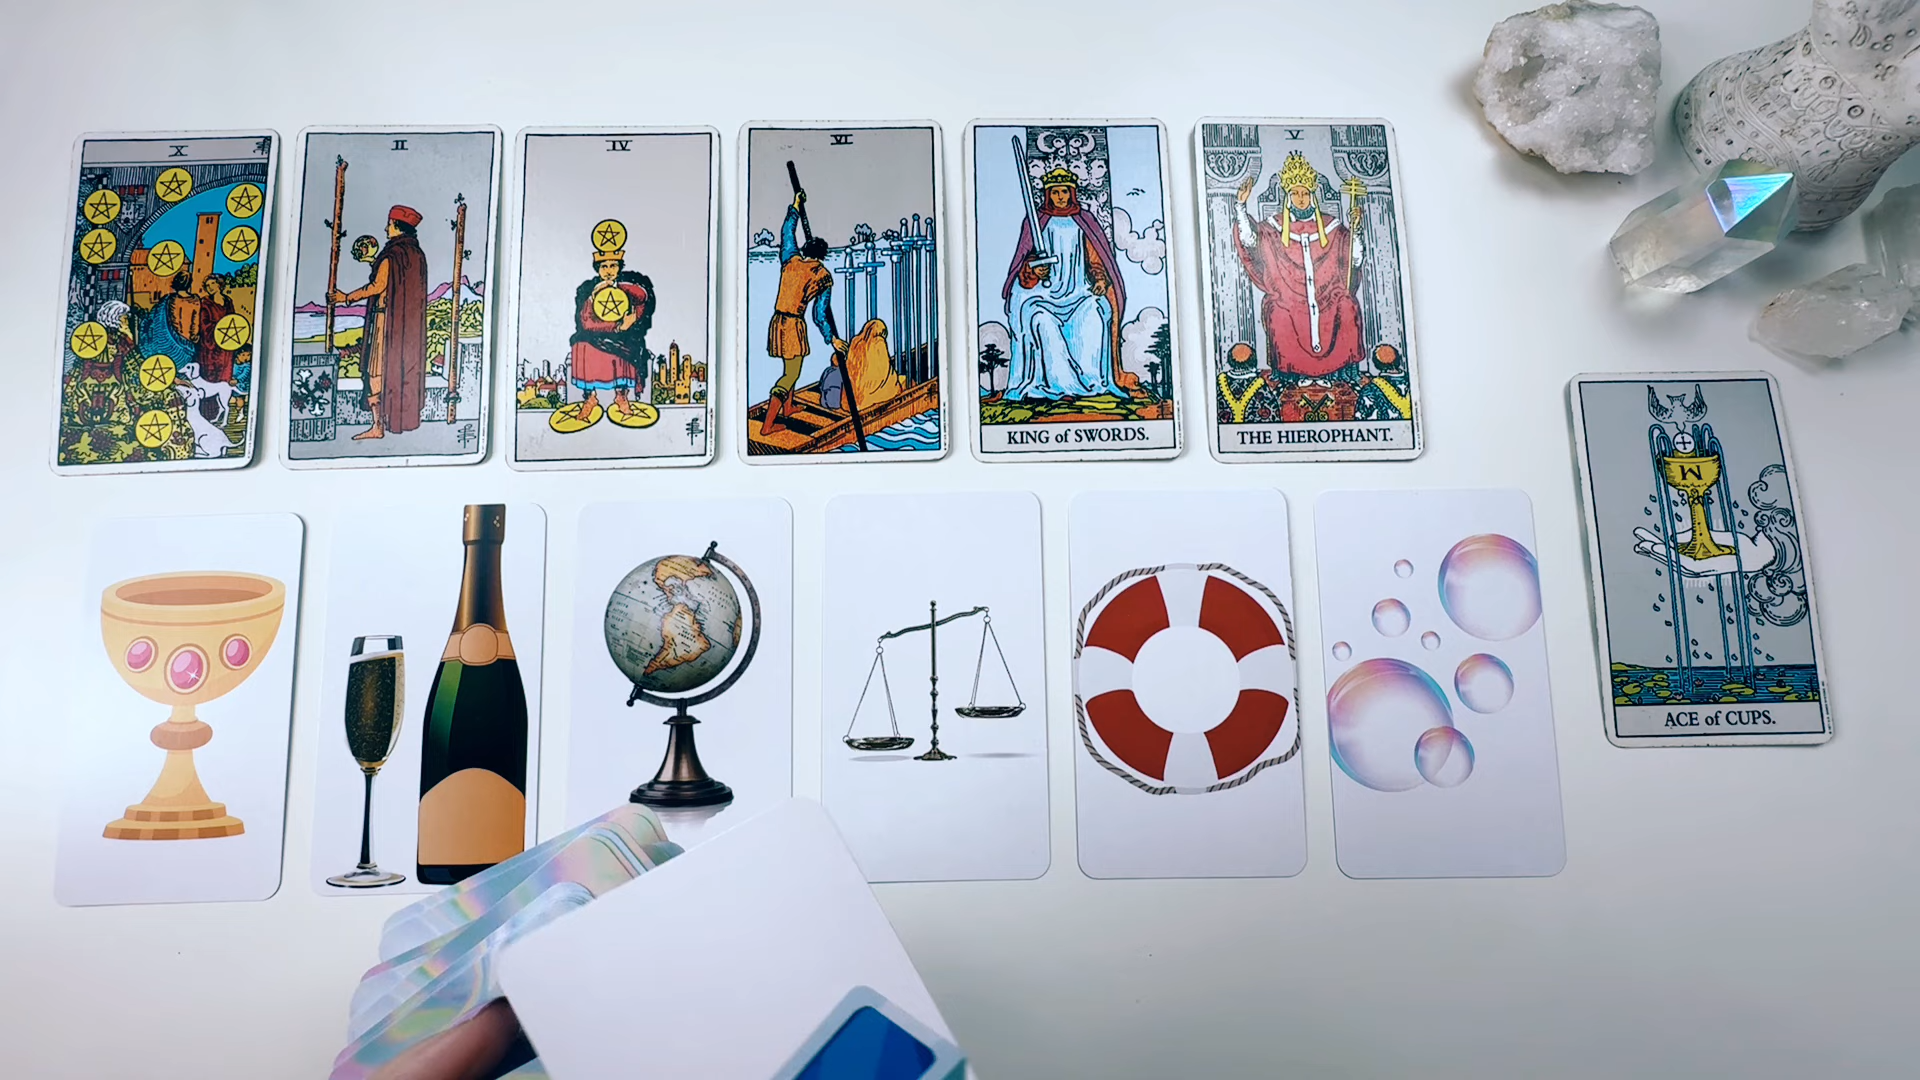 X
II
IV
VI
KING of SWORDS.
V
THE HIEROPHANT.
ACE of CUPS.